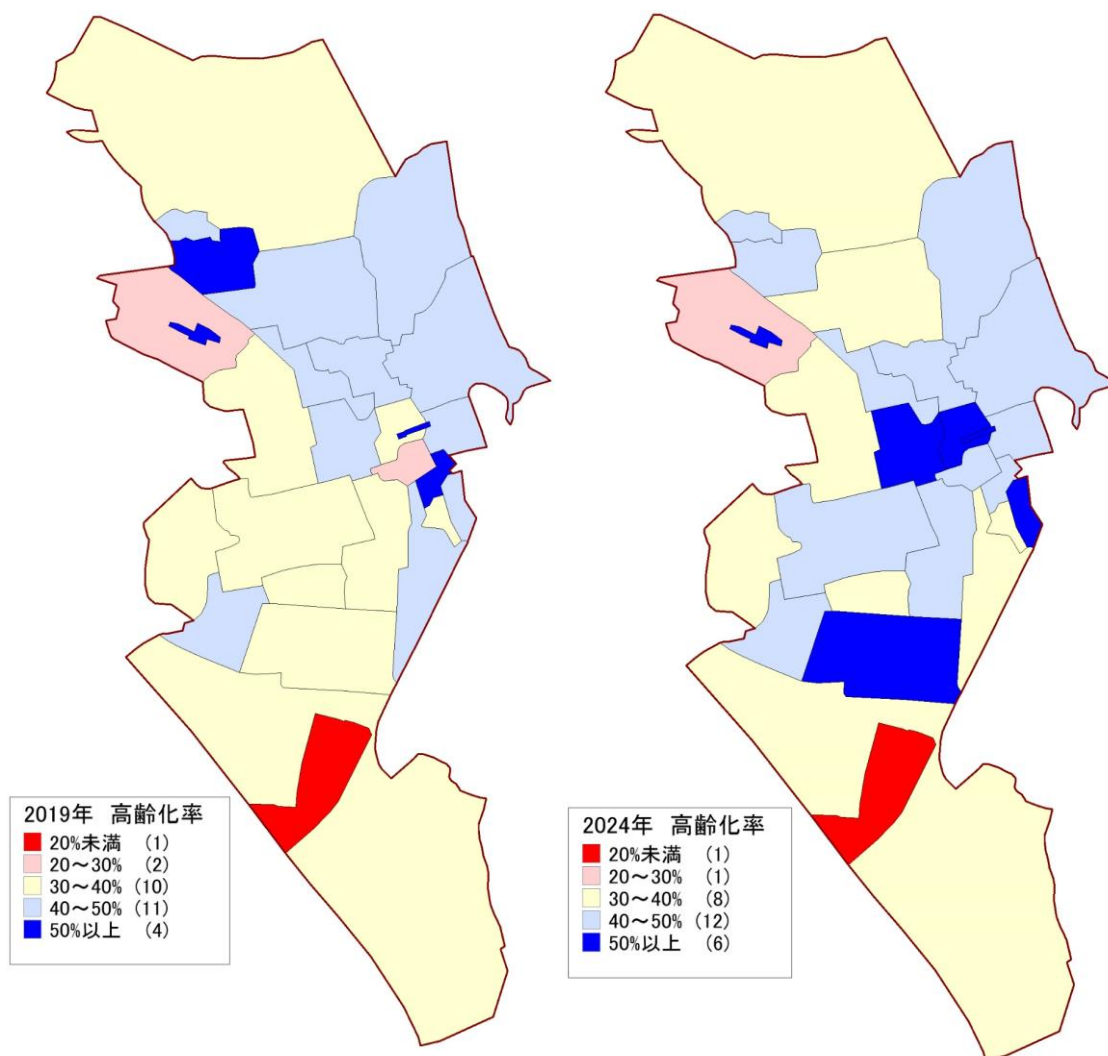 2019年 高齢化率
20%未満 (1)
20～30% (2)
30～40% (10)
40～50% (11)
50%以上 (4)
2024年 高齢化率
20%未満 (1)
20～30% (1)
30～40% (8)
40～50% (12)
50%以上 (6)